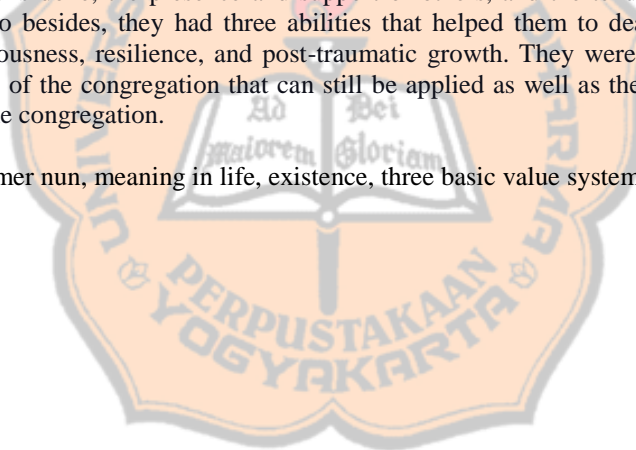 o besides, they had three abilities that helped them to dea
ousness, resilience, and post-traumatic growth. They were
of the congregation that can still be applied as well as the
e congregation.
mer nun, meaning in life, existence, three basic value system
Ad Dei
maiorem Gloriam
PERPUSTAKAAN
YOGYAKARTA